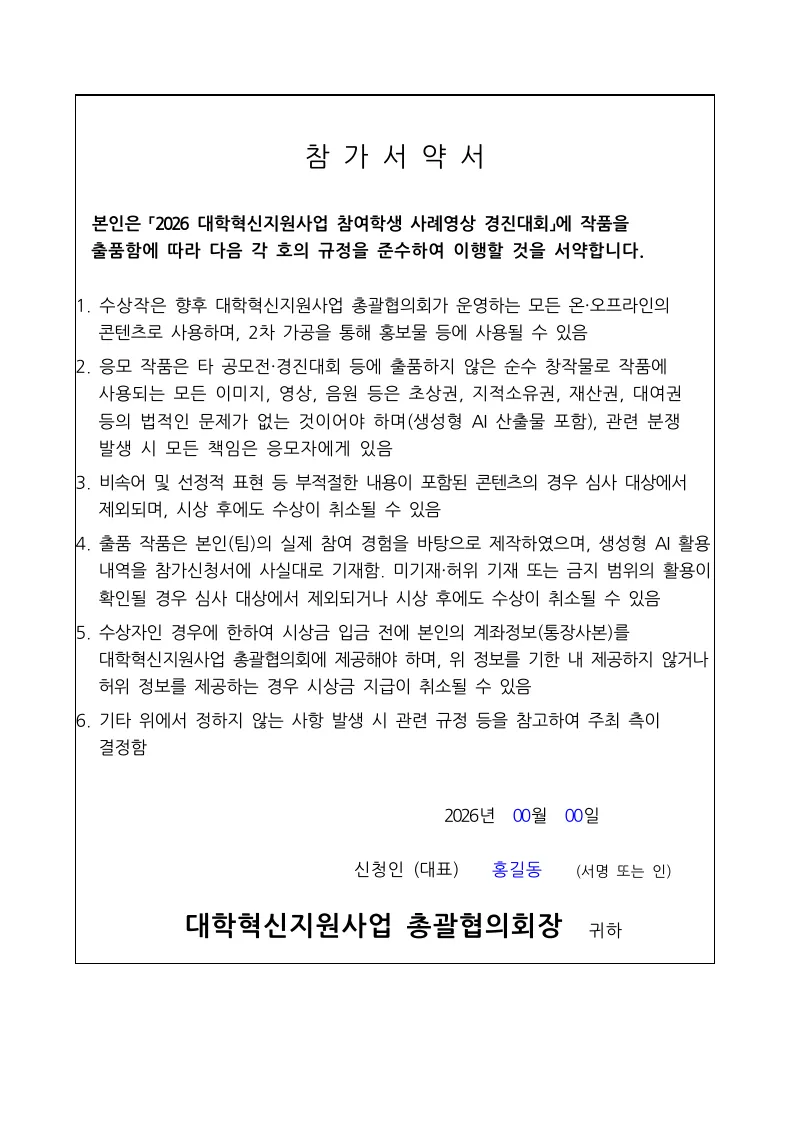 참 가 서 약 서
본인은 ｢2026 대학혁신지원사업 참여학생 사례영상 경진대회｣에 작품을
출품함에 따라 다음 각 호의 규정을 준수하여 이행할 것을 서약합니다.
1. 수상작은 향후 대학혁신지원사업 총괄협의회가 운영하는 모든 온·오프라인의
콘텐츠로 사용하며, 2차 가공을 통해 홍보물 등에 사용될 수 있음
2. 응모 작품은 타 공모전·경진대회 등에 출품하지 않은 순수 창작물로 작품에
사용되는 모든 이미지, 영상, 음원 등은 초상권, 지적소유권, 재산권, 대여권
등의 법적인 문제가 없는 것이어야 하며(생성형 AI 산출물 포함), 관련 분쟁
발생 시 모든 책임은 응모자에게 있음
3. 비속어 및 선정적 표현 등 부적절한 내용이 포함된 콘텐츠의 경우 심사 대상에서
제외되며, 시상 후에도 수상이 취소될 수 있음
4. 출품 작품은 본인(팀)의 실제 참여 경험을 바탕으로 제작하였으며, 생성형 AI 활용
내역을 참가신청서에 사실대로 기재함. 미기재·허위 기재 또는 금지 범위의 활용이
확인될 경우 심사 대상에서 제외되거나 시상 후에도 수상이 취소될 수 있음
5. 수상자인 경우에 한하여 시상금 입금 전에 본인의 계좌정보(통장사본)를
대학혁신지원사업 총괄협의회에 제공해야 하며, 위 정보를 기한 내 제공하지 않거나
허위 정보를 제공하는 경우 시상금 지급이 취소될 수 있음
6. 기타 위에서 정하지 않는 사항 발생 시 관련 규정 등을 참고하여 주최 측이
결정함
2026년 00월 00일
신청인 (대표) 홍길동 (서명 또는 인)
대학혁신지원사업 총괄협의회장 귀하